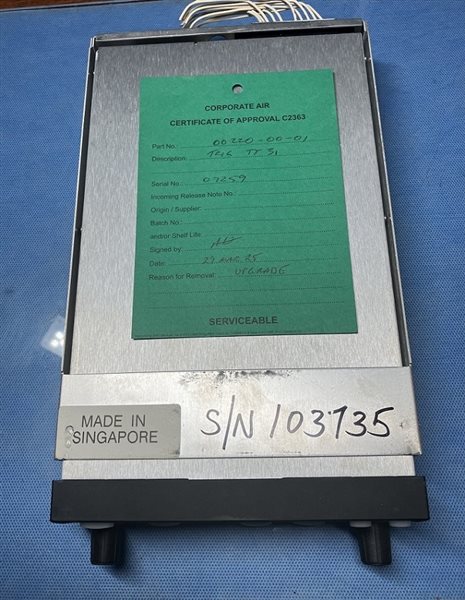 CORPORATE AIR
CERTIFICATE OF APPROVAL C2363
Part No.: 00220-00-01
Description: TRIG TT 31
Serial No.: 07259
Incoming Release Note No.:
Origin / Supplier:
Batch No.:
and/or Shelf Life:
Signed by:
Date: 29 AUG 25
Reason for Removal: UPGRADE
SERVICEABLE
MADE IN
SINGAPORE
S/N 103735